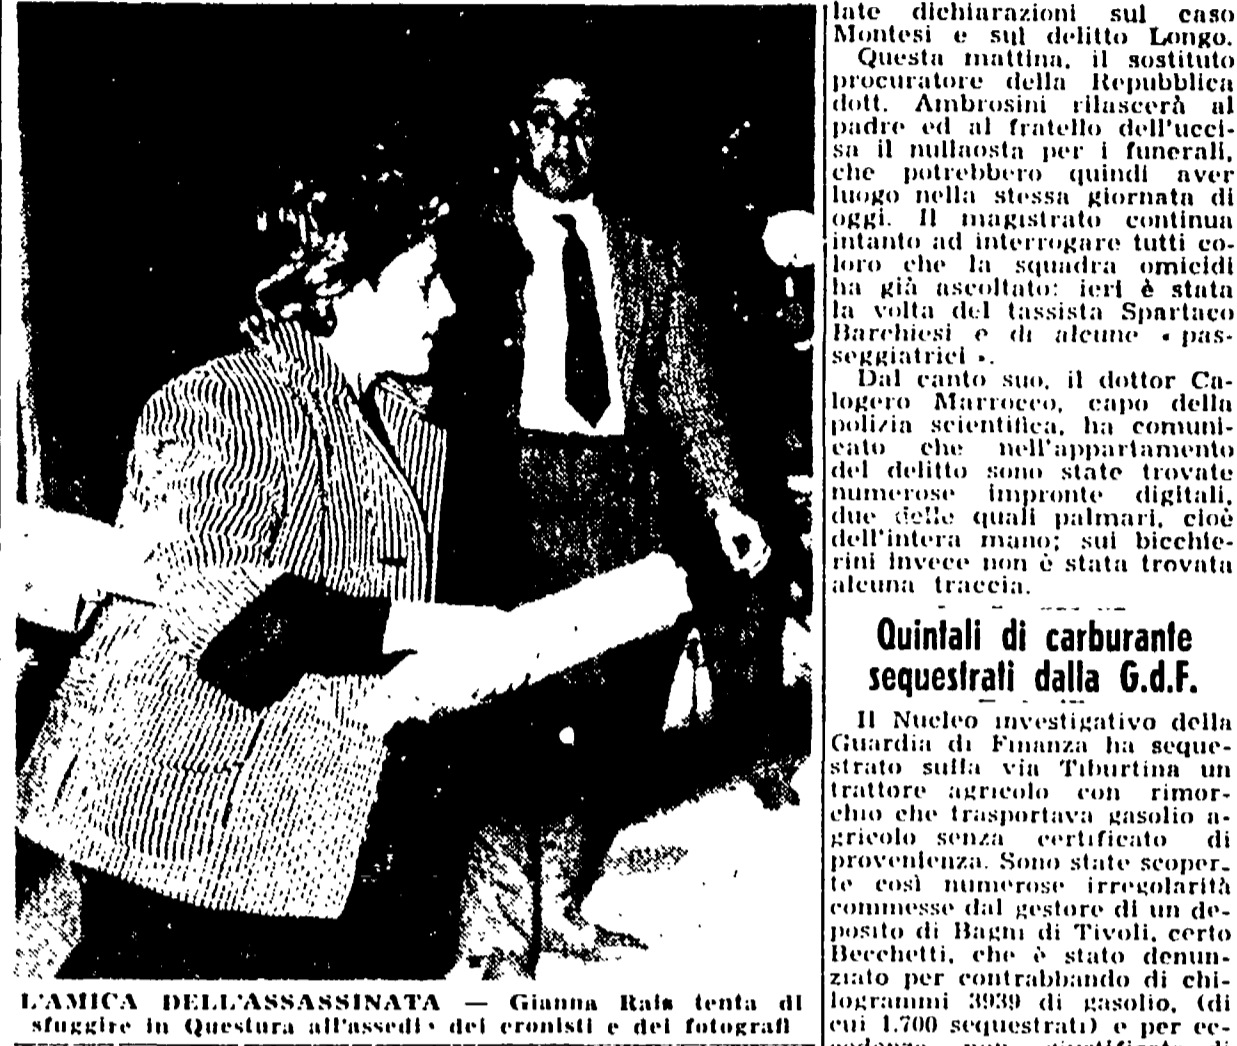 late dichiarazioni sul caso
Montesi e sul delitto Longo.
Questa mattina, il sostituto
procuratore della Repubblica
dott. Ambrosini rilascerà al
padre ed al fratello dell'ucci-
sa il nullaosta per i funerali,
che potrebbero quindi aver
luogo nella stessa giornata di
oggi. Il magistrato continua
intanto ad interrogare tutti co-
loro che la squadra omicidi
ha già ascoltato: ieri è stata
la volta del tassista Spartaco
Barchiesi e di alcune « pas-
seggiatrici ».
Dal canto suo, il dottor Ca-
logero Marrocco, capo della
polizia scientifica, ha comuni-
cato che nell'appartamento
del delitto sono state trovate
numerose impronte digitali,
due delle quali palmari, cioè
dell'intera mano; sui bicchie-
rini invece non è stata trovata
alcuna traccia.
Quintali di carburante
sequestrati dalla G.d.F.
Il Nucleo investigativo della
Guardia di Finanza ha seque-
strato sulla via Tiburtina un
trattore agricolo con rimor-
chio che trasportava gasolio a-
gricolo senza certificato di
provenienza. Sono state scoper-
te così numerose irregolarità
commesse dal gestore di un de-
posito di Bagni di Tivoli, certo
Becchetti, che è stato denun-
ziato per contrabbando di chi-
logrammi 3939 di gasolio, (di
cui 1.700 sequestrati) e per ec-
L'AMICA DELL'ASSASSINATA — Gianna Rais tenta di
sfuggire in Questura all'assedio dei cronisti e dei fotografi